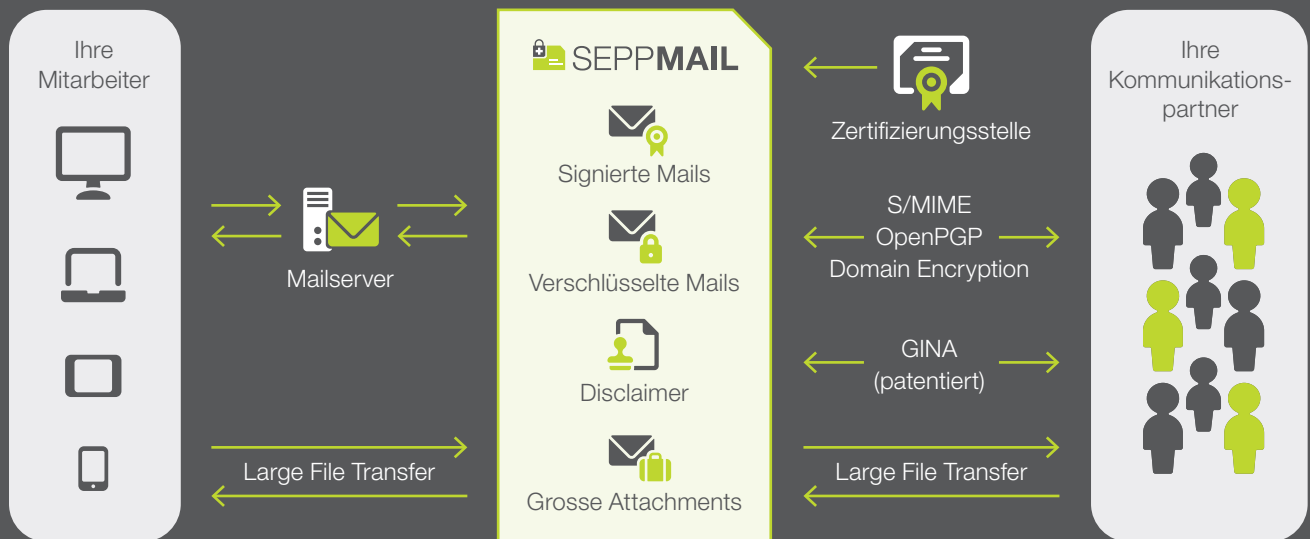 Ihre
Mitarbeiter
Mailserver
Large File Transfer
SEPPMAIL
Signierte Mails
Verschlüsselte Mails
Disclaimer
Grosse Attachments
Zertifizierungsstelle
S/MIME
OpenPGP
Domain Encryption
GINA
(patentiert)
Large File Transfer
Ihre
Kommunikations-
partner